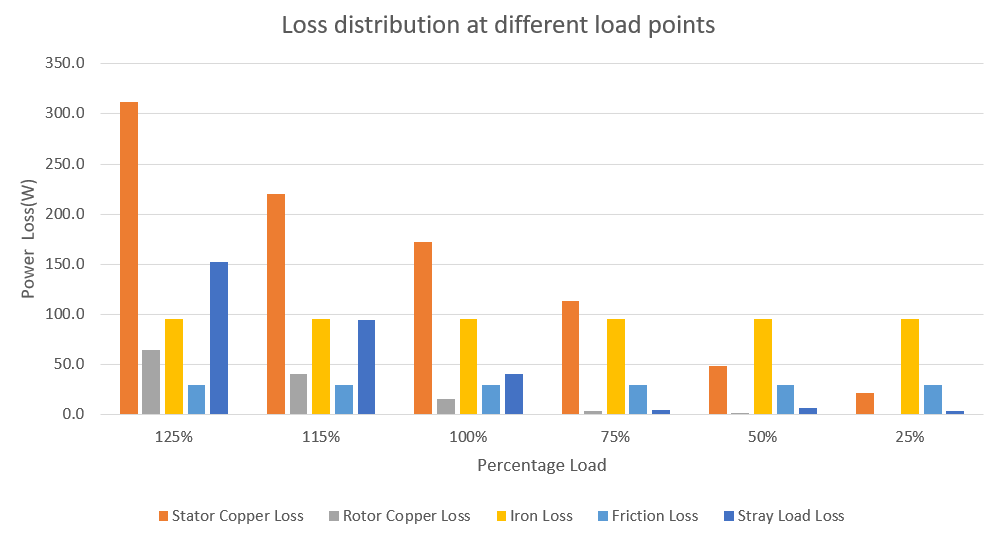 Loss distribution at different load points
350.0
300.0
250.0
200.0
150.0
100.0
50.0
0.0
Power Loss(W)
125% 115% 100% 75% 50% 25%
Percentage Load
Stator Copper Loss Rotor Copper Loss Iron Loss Friction Loss Stray Load Loss